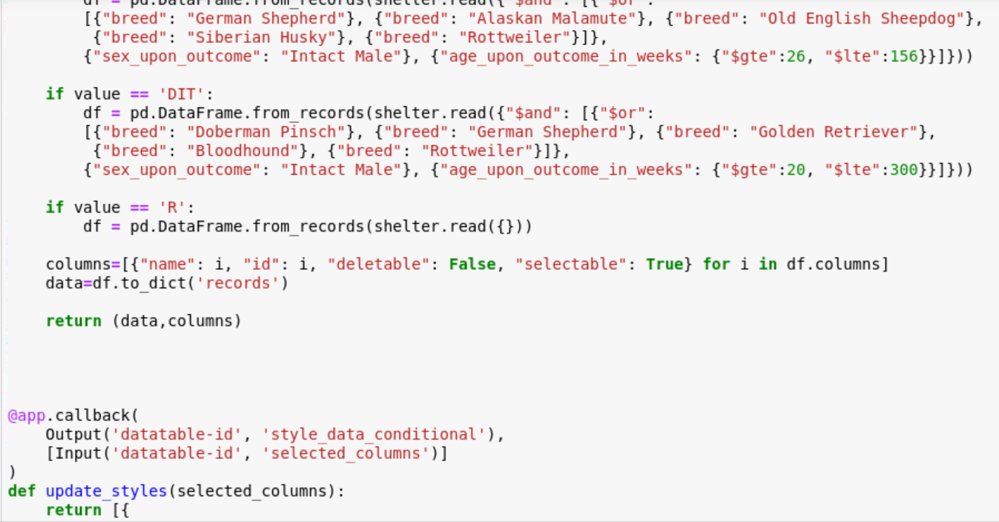 df = pd.DataFrame.from_records(shelter.read({"$and": [{"$or":
        [{"breed": "German Shepherd"}, {"breed": "Alaskan Malamute"}, {"breed": "Old English Sheepdog"},
         {"breed": "Siberian Husky"}, {"breed": "Rottweiler"}]},
        {"sex_upon_outcome": "Intact Male"}, {"age_upon_outcome_in_weeks": {"$gte":26, "$lte":156}}]}))

    if value == 'DIT':
        df = pd.DataFrame.from_records(shelter.read({"$and": [{"$or":
        [{"breed": "Doberman Pinsch"}, {"breed": "German Shepherd"}, {"breed": "Golden Retriever"},
         {"breed": "Bloodhound"}, {"breed": "Rottweiler"}]},
        {"sex_upon_outcome": "Intact Male"}, {"age_upon_outcome_in_weeks": {"$gte":20, "$lte":300}}]}))

    if value == 'R':
        df = pd.DataFrame.from_records(shelter.read({}))

    columns=[{"name": i, "id": i, "deletable": False, "selectable": True} for i in df.columns]
    data=df.to_dict('records')

    return (data,columns)

@app.callback(
    Output('datatable-id', 'style_data_conditional'),
    [Input('datatable-id', 'selected_columns')]
)
def update_styles(selected_columns):
    return [{